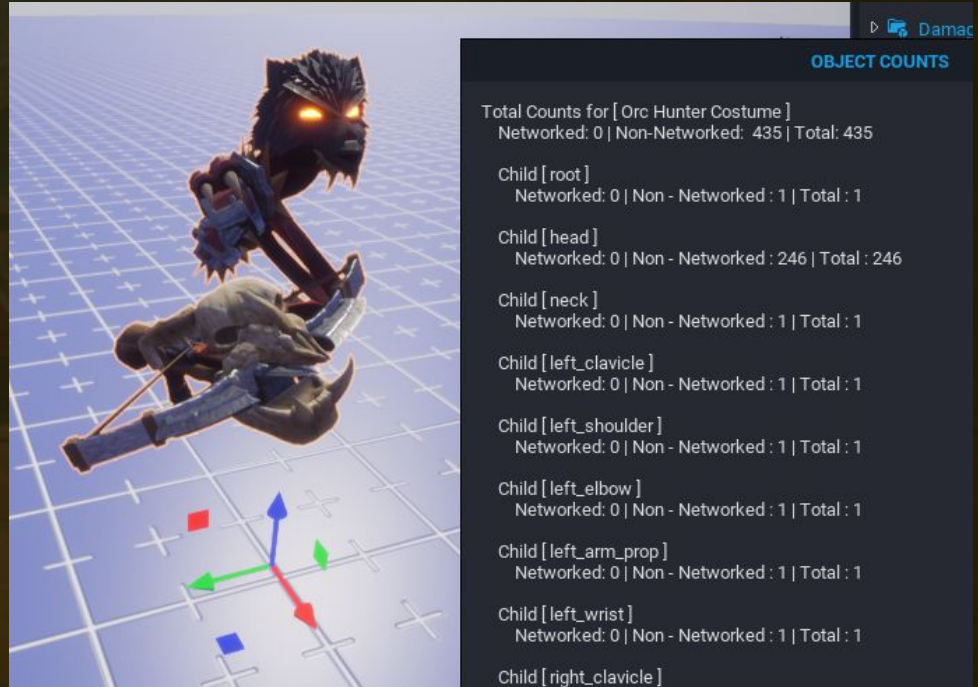 Damag
OBJECT COUNTS
Total Counts for [ Orc Hunter Costume ]
Networked: 0 | Non-Networked:  435 | Total: 435
Child [ root ]
Networked: 0 | Non - Networked : 1 | Total : 1
Child [ head ]
Networked: 0 | Non - Networked : 246 | Total : 246
Child [ neck ]
Networked: 0 | Non - Networked : 1 | Total : 1
Child [ left_clavicle ]
Networked: 0 | Non - Networked : 1 | Total : 1
Child [ left_shoulder ]
Networked: 0 | Non - Networked : 1 | Total : 1
Child [ left_elbow ]
Networked: 0 | Non - Networked : 1 | Total : 1
Child [ left_arm_prop ]
Networked: 0 | Non - Networked : 1 | Total : 1
Child [ left_wrist ]
Networked: 0 | Non - Networked : 1 | Total : 1
Child [ right_clavicle ]